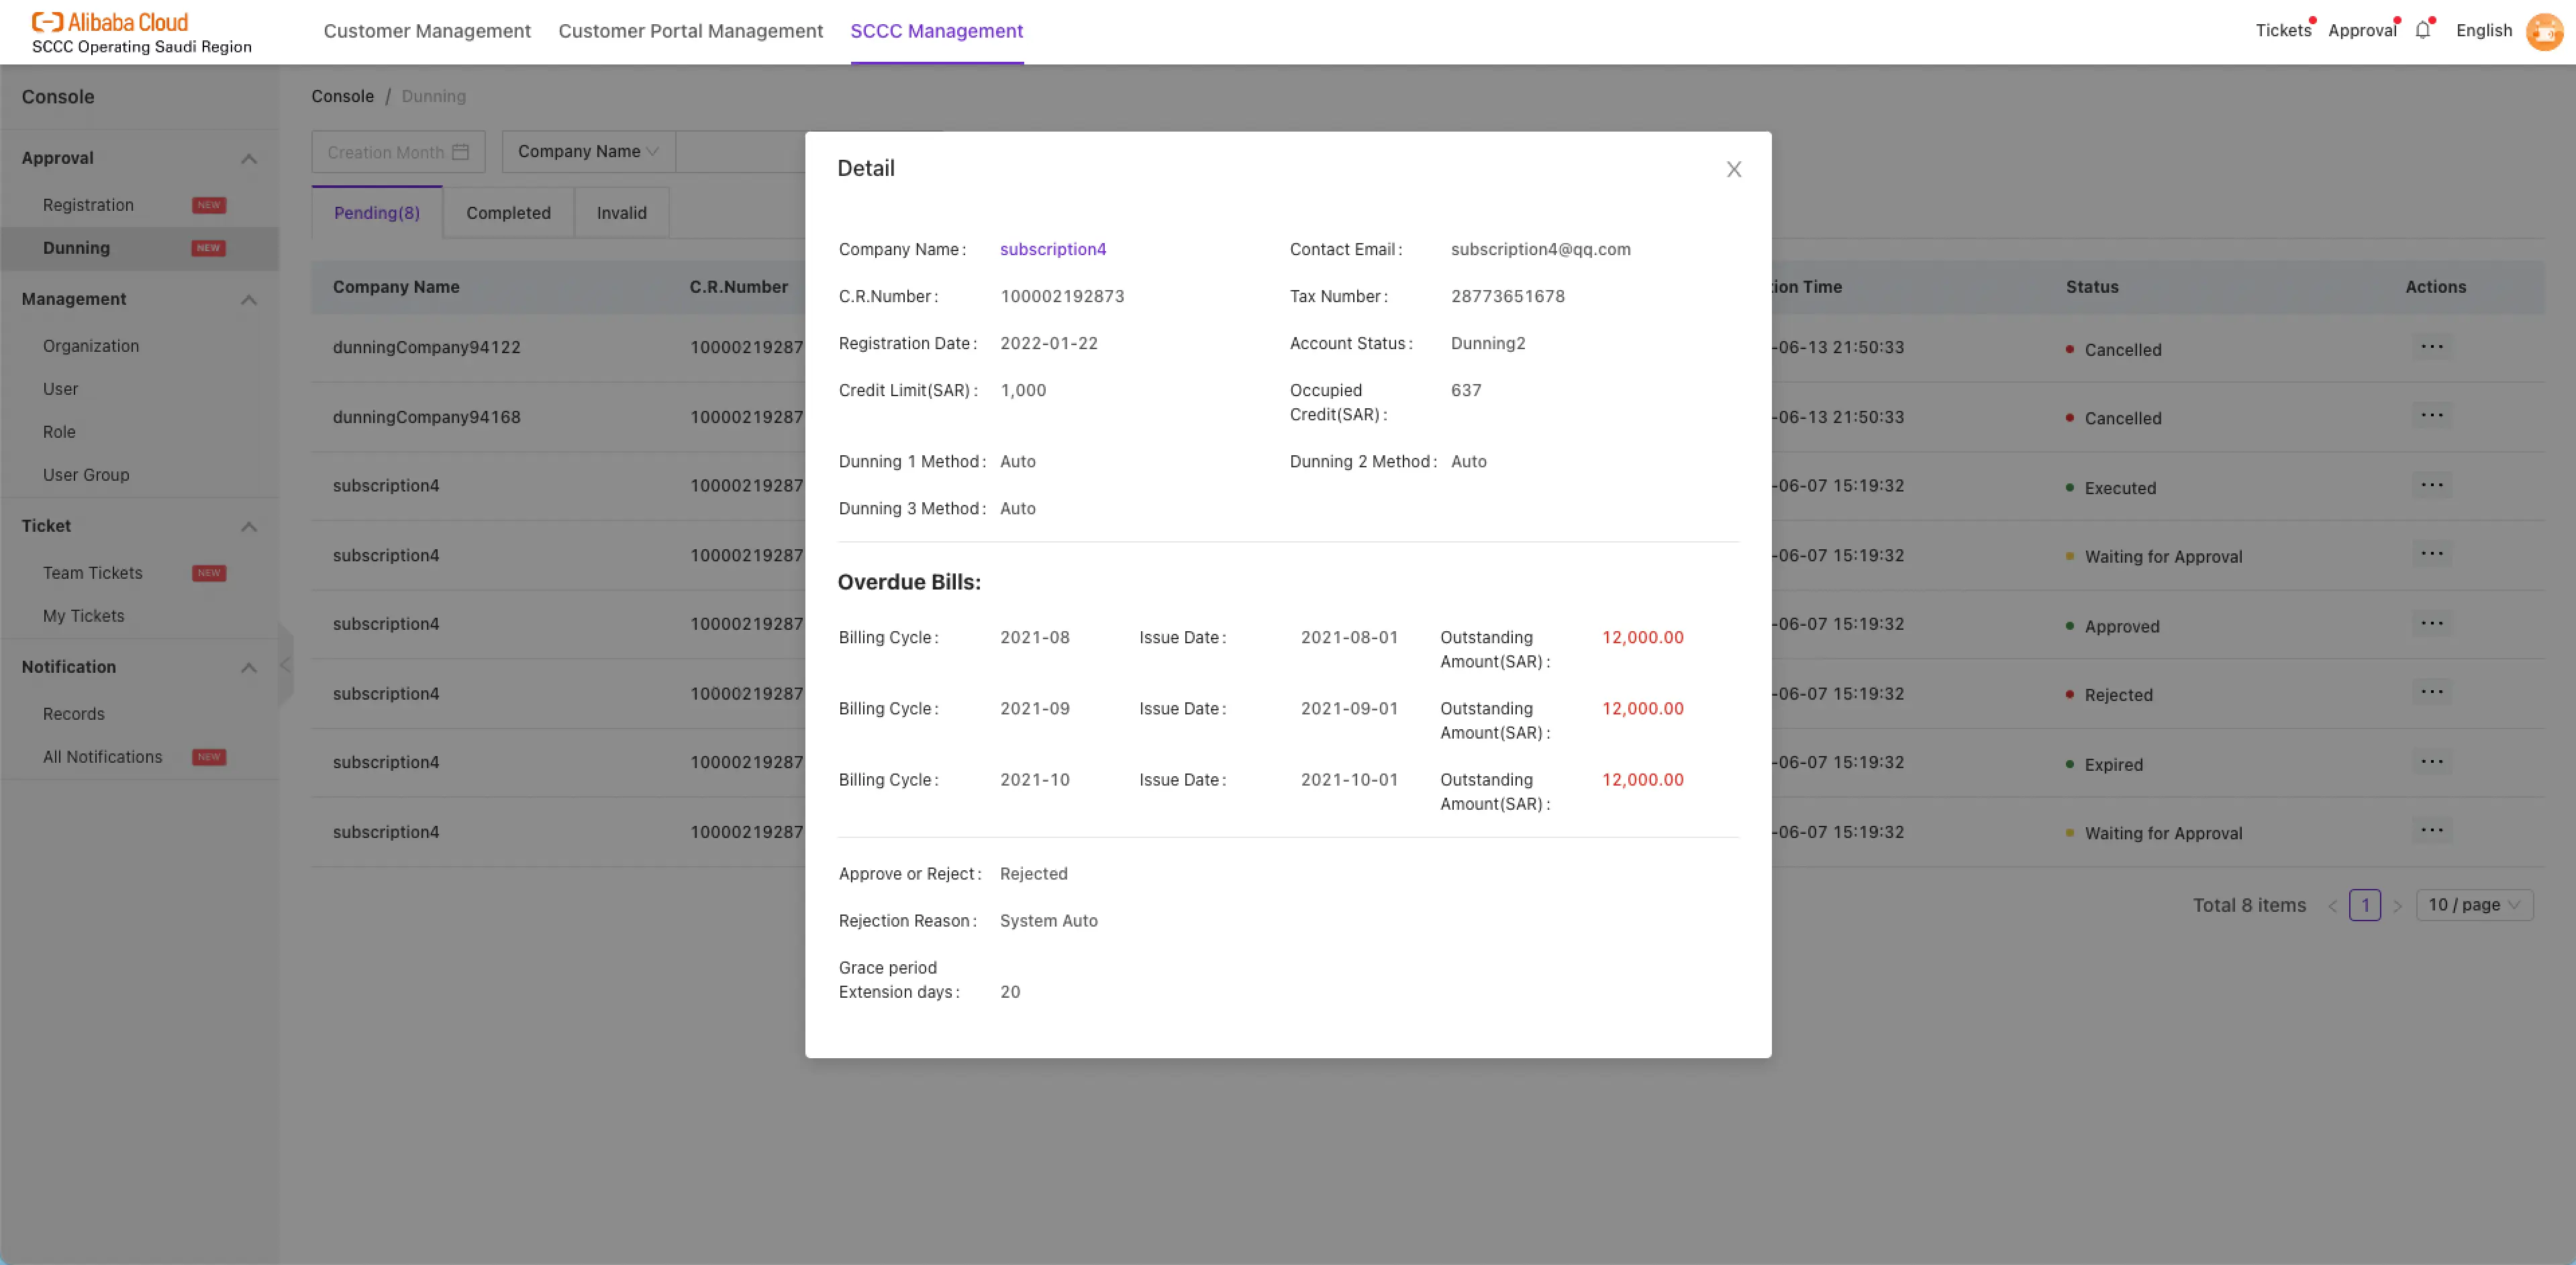 Alibaba Cloud
SCCC Operating Saudi Region
Customer Management
Customer Portal Management
SCCC Management
Tickets
Approval
English
Console
Approval
Registration NEW
Dunning NEW
Management
Organization
User
Role
User Group
Ticket
Team Tickets NEW
My Tickets
Notification
Records
All Notifications NEW
Console / Dunning
Creation Month
Company Name
Pending(8)
Completed
Invalid
Company Name C.R.Number ion Time Status Actions
dunningCompany94122 10000219287 -06-13 21:50:33 Cancelled ...
dunningCompany94168 10000219287 -06-13 21:50:33 Cancelled ...
subscription4 10000219287 -06-07 15:19:32 Executed ...
subscription4 10000219287 -06-07 15:19:32 Waiting for Approval ...
subscription4 10000219287 -06-07 15:19:32 Approved ...
subscription4 10000219287 -06-07 15:19:32 Rejected ...
subscription4 10000219287 -06-07 15:19:32 Expired ...
subscription4 10000219287 -06-07 15:19:32 Waiting for Approval ...
Total 8 items < 1 > 10 / page
Detail
Company Name: subscription4 Contact Email: subscription4@qq.com
C.R.Number: 100002192873 Tax Number: 28773651678
Registration Date: 2022-01-22 Account Status: Dunning2
Credit Limit(SAR): 1,000 Occupied 637
Credit(SAR):
Dunning 1 Method: Auto Dunning 2 Method: Auto
Dunning 3 Method: Auto
Overdue Bills:
Billing Cycle: 2021-08 Issue Date: 2021-08-01 Outstanding 12,000.00
Amount(SAR):
Billing Cycle: 2021-09 Issue Date: 2021-09-01 Outstanding 12,000.00
Amount(SAR):
Billing Cycle: 2021-10 Issue Date: 2021-10-01 Outstanding 12,000.00
Amount(SAR):
Approve or Reject: Rejected
Rejection Reason: System Auto
Grace period
Extension days: 20